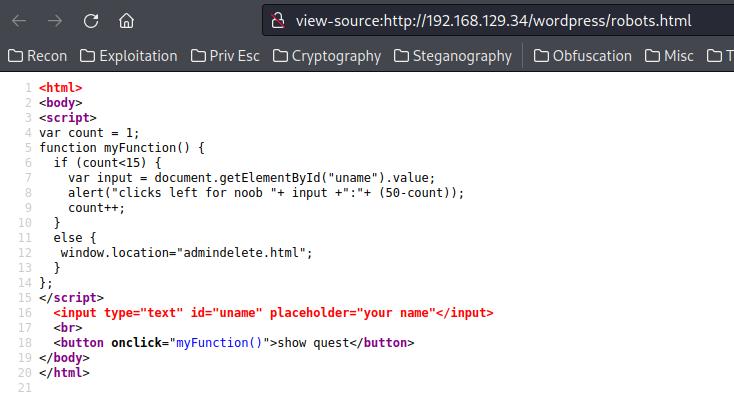 view-source:http://192.168.129.34/wordpress/robots.html
Recon Exploitation Priv Esc Cryptography Steganography Obfuscation Misc T
1 <html>
2 <body>
3 <script>
4 var count = 1;
5 function myFunction() {
6   if (count<15) {
7     var input = document.getElementById("uname").value;
8     alert("clicks left for noob "+ input +":"+ (50-count));
9     count++;
10   }
11   else {
12    window.location="admindelete.html";
13   }
14 };
15 </script>
16   <input type="text" id="uname" placeholder="your name"</input>
17   <br>
18   <button onclick="myFunction()">show quest</button>
19 </body>
20 </html>
21